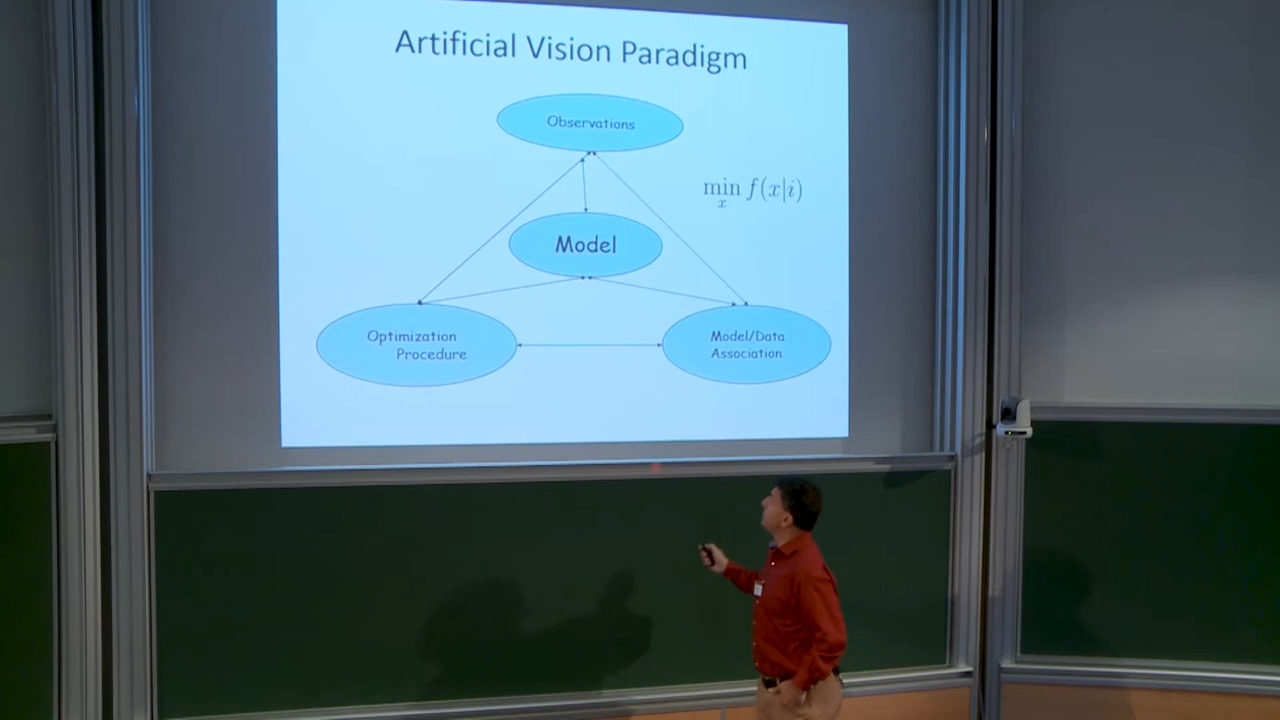 Artificial Vision Paradigm
Observations
min f(x|i)
x
Model
Optimization
Procedure
Model/Data
Association